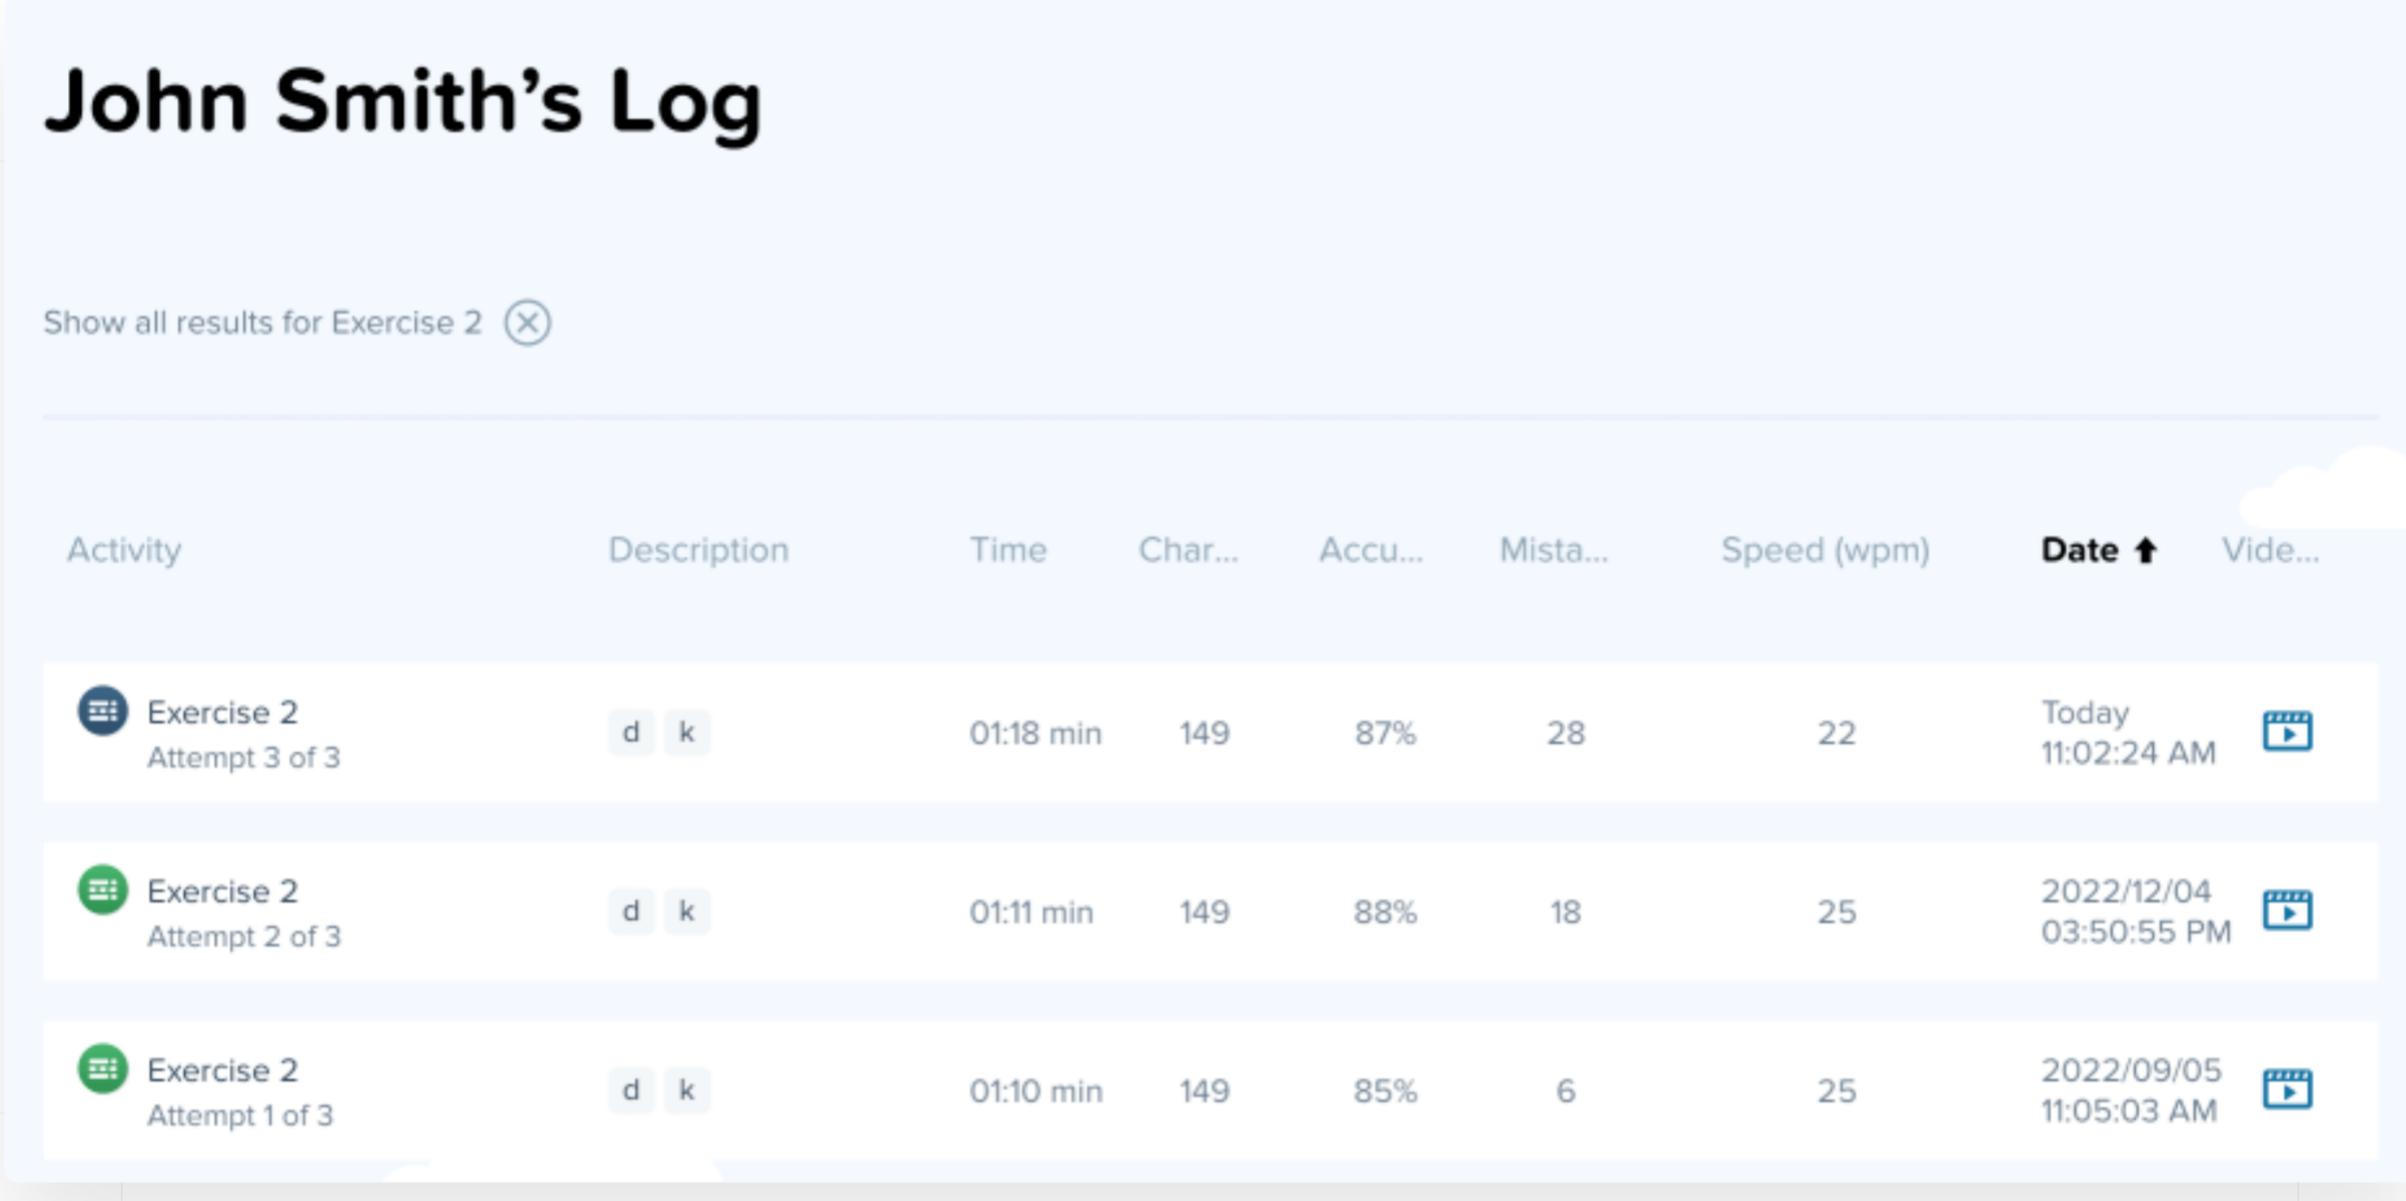 John Smith’s Log
Show all results for Exercise 2
Activity Description Time Char... Accu... Mista... Speed (wpm) Date Vide...
Exercise 2
Attempt 3 of 3
d k 01:18 min 149 87% 28 22
Today
11:02:24 AM
Exercise 2
Attempt 2 of 3
d k 01:11 min 149 88% 18 25
2022/12/04
03:50:55 PM
Exercise 2
Attempt 1 of 3
d k 01:10 min 149 85% 6 25
2022/09/05
11:05:03 AM